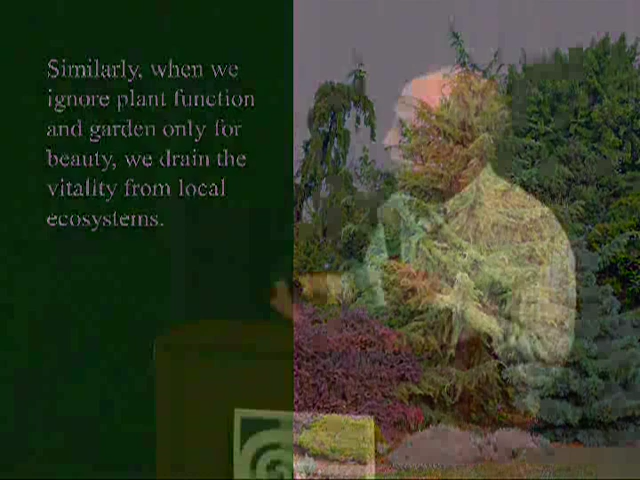 Similarly, when we
ignore plant function
and garden only for
beauty, we drain the
vitality from local
ecosystems.